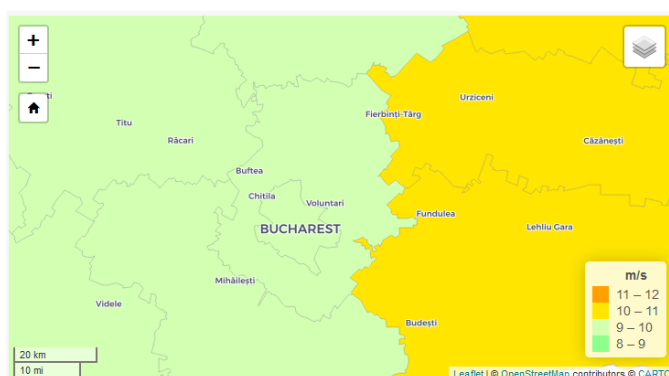 +
−
Titu
Răcari
Buftea
Chitila
Voluntari
BUCHAREST
Mihăilești
Videle
Fierbinți-Târg
Urziceni
Căzănești
Fundulea
Lehliu Gara
Budești
m/s
11 – 12
10 – 11
9 – 10
8 – 9
20 km
10 mi
Leaflet | © OpenStreetMap contributors © CARTO